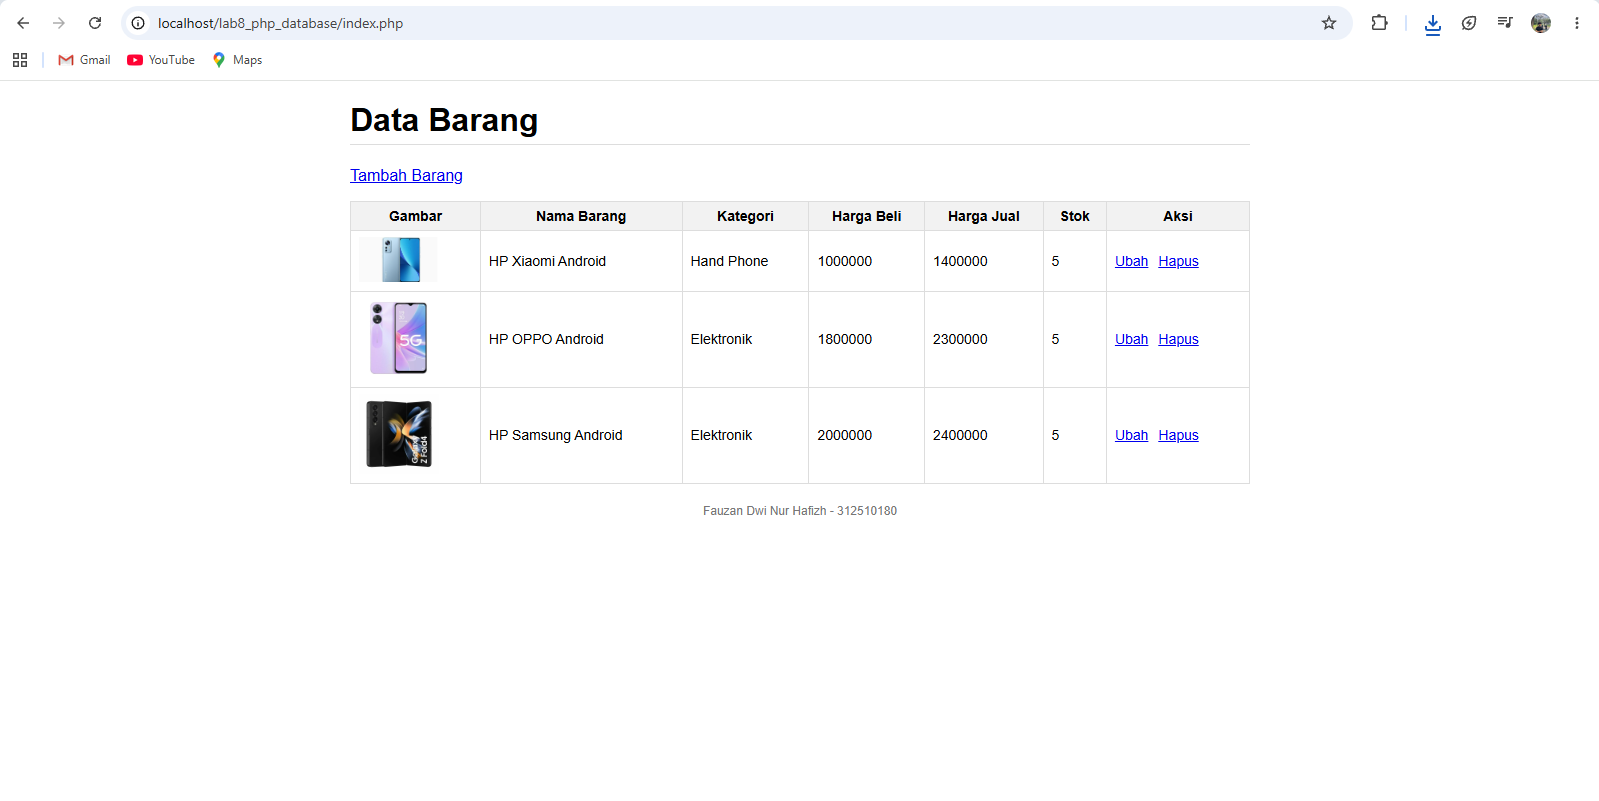 localhost/lab8_php_database/index.php
Gmail YouTube Maps
Data Barang
Tambah Barang
Gambar Nama Barang Kategori Harga Beli Harga Jual Stok Aksi
HP Xiaomi Android Hand Phone 1000000 1400000 5 Ubah Hapus
5G
HP OPPO Android Elektronik 1800000 2300000 5 Ubah Hapus
Galaxy
Z Fold4
HP Samsung Android Elektronik 2000000 2400000 5 Ubah Hapus
Fauzan Dwi Nur Hafizh - 312510180